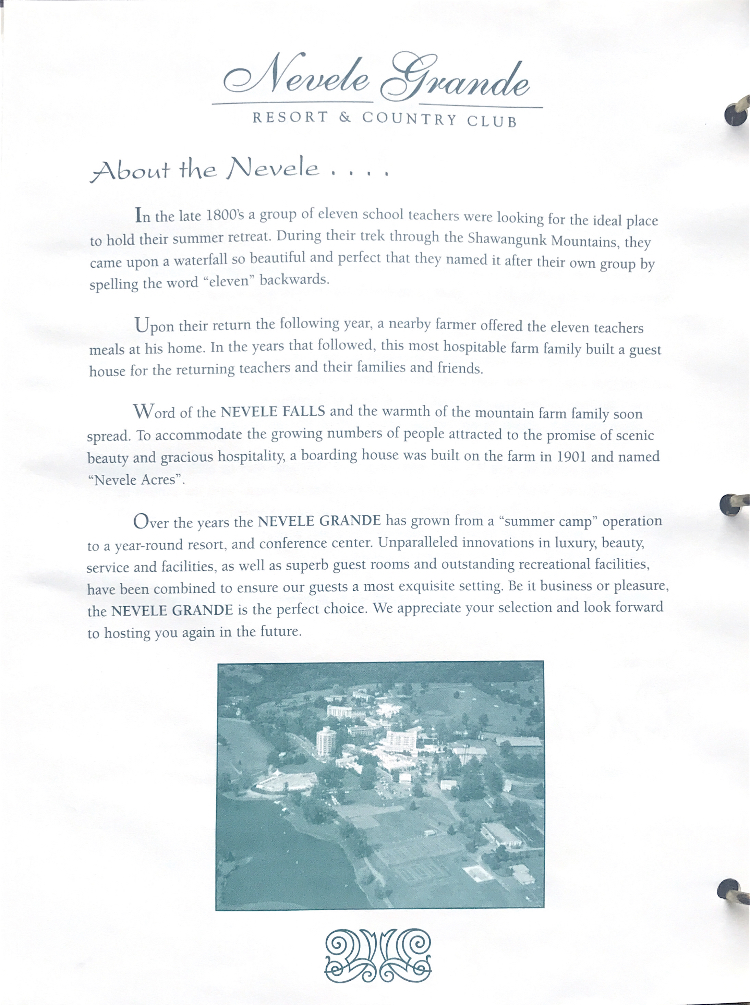 Nevele Grande
RESORT & COUNTRY CLUB
About the Nevele . . . .
In the late 1800's a group of eleven school teachers were looking for the ideal place
to hold their summer retreat. During their trek through the Shawangunk Mountains, they
came upon a waterfall so beautiful and perfect that they named it after their own group by
spelling the word “eleven” backwards.
Upon their return the following year, a nearby farmer offered the eleven teachers
meals at his home. In the years that followed, this most hospitable farm family built a guest
house for the returning teachers and their families and friends.
Word of the NEVELE FALLS and the warmth of the mountain farm family soon
spread. To accommodate the growing numbers of people attracted to the promise of scenic
beauty and gracious hospitality, a boarding house was built on the farm in 1901 and named
“Nevele Acres”.
Over the years the NEVELE GRANDE has grown from a “summer camp” operation
to a year-round resort, and conference center. Unparalleled innovations in luxury, beauty,
service and facilities, as well as superb guest rooms and outstanding recreational facilities,
have been combined to ensure our guests a most exquisite setting. Be it business or pleasure,
the NEVELE GRANDE is the perfect choice. We appreciate your selection and look forward
to hosting you again in the future.